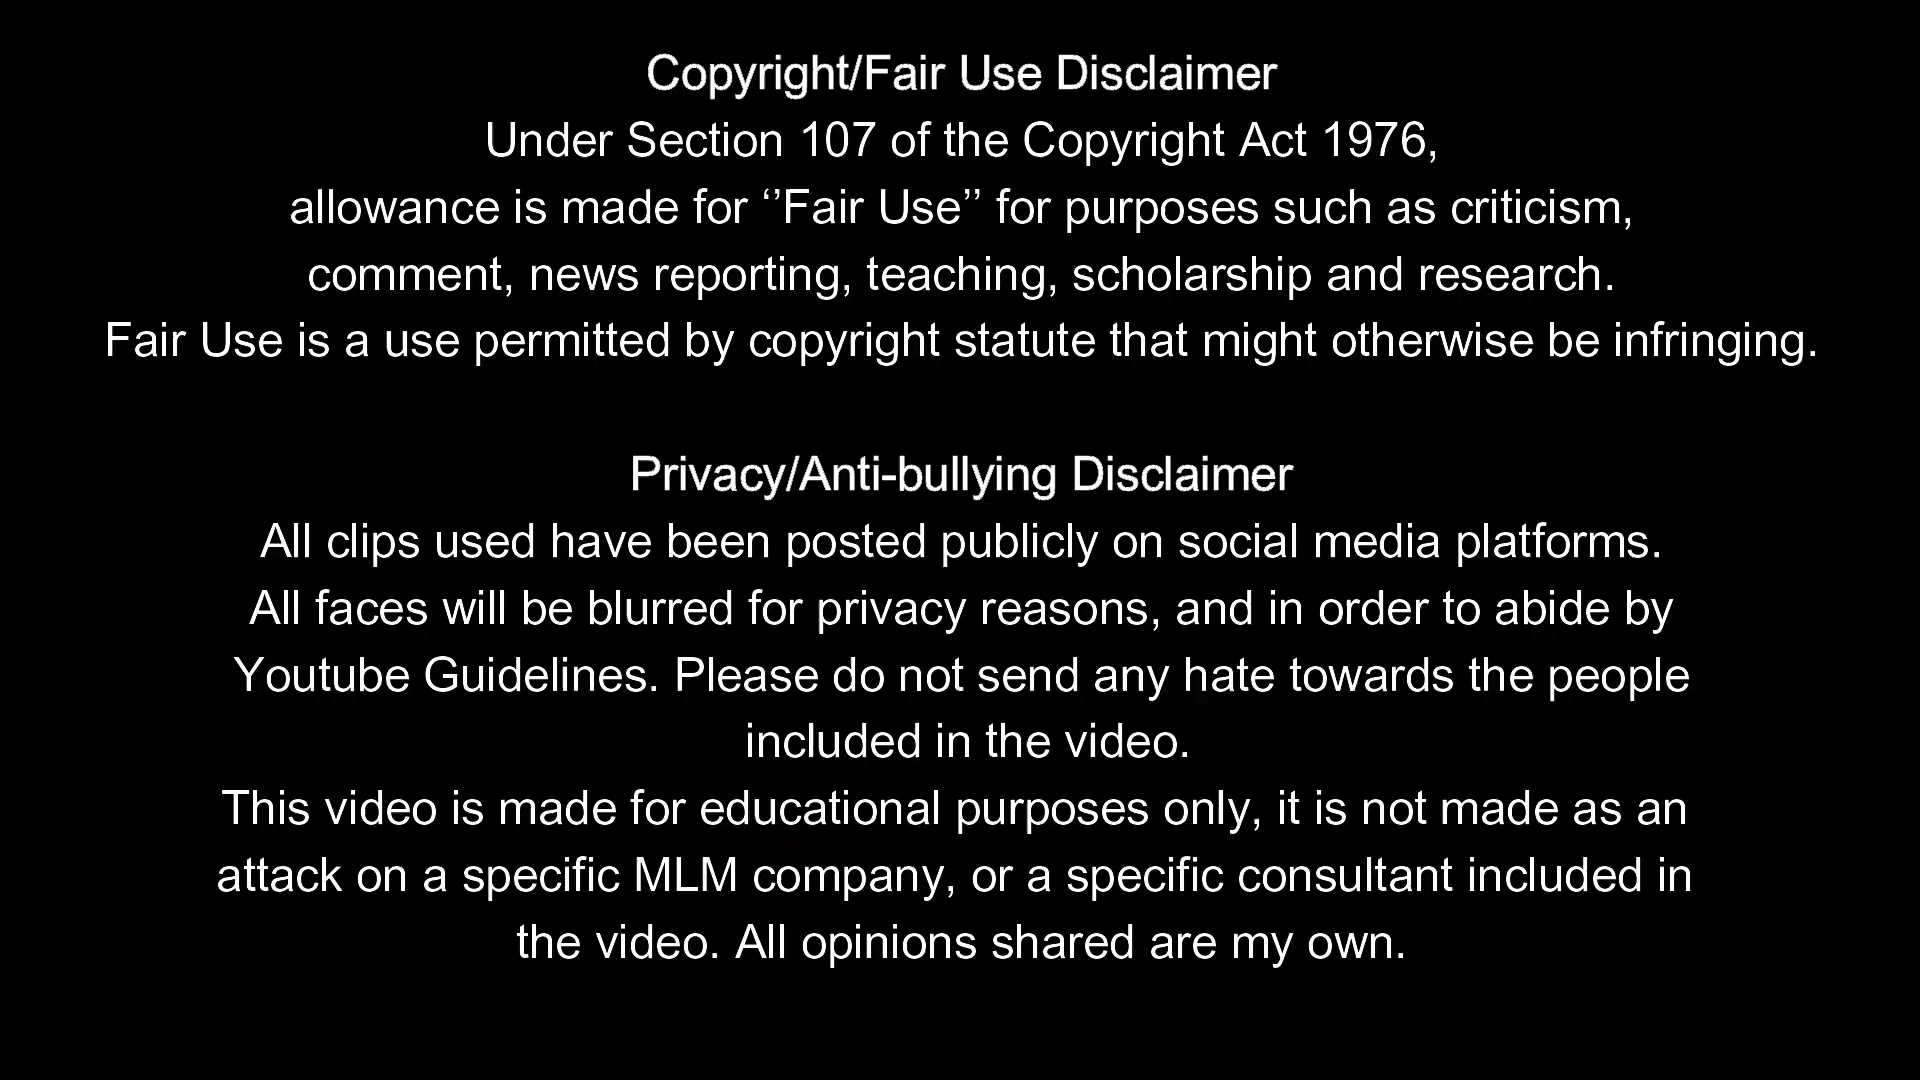 Copyright/Fair Use Disclaimer
Under Section 107 of the Copyright Act 1976,
allowance is made for ‘’Fair Use’’ for purposes such as criticism,
comment, news reporting, teaching, scholarship and research.
Fair Use is a use permitted by copyright statute that might otherwise be infringing.
Privacy/Anti-bullying Disclaimer
All clips used have been posted publicly on social media platforms.
All faces will be blurred for privacy reasons, and in order to abide by
Youtube Guidelines. Please do not send any hate towards the people
included in the video.
This video is made for educational purposes only, it is not made as an
attack on a specific MLM company, or a specific consultant included in
the video. All opinions shared are my own.